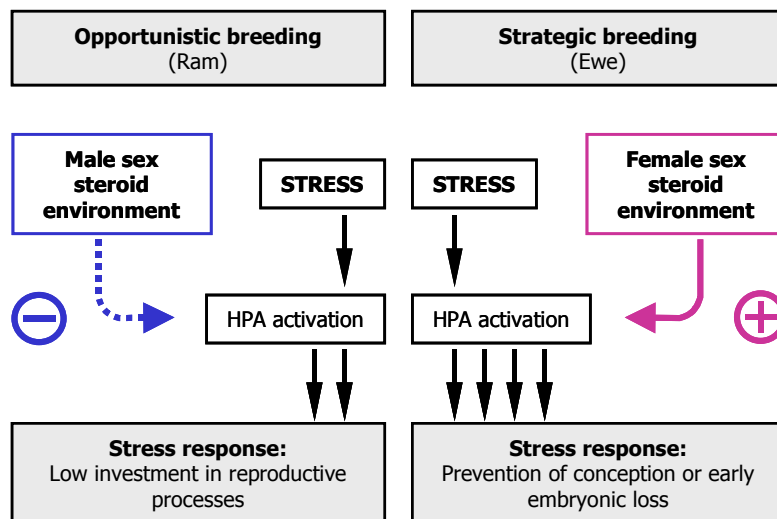 Opportunistic breeding
(Ram)
Strategic breeding
(Ewe)
Male sex
steroid
environment
STRESS
STRESS
Female sex
steroid
environment
HPA activation
HPA activation
Stress response:
Low investment in reproductive
processes
Stress response:
Prevention of conception or early
embryonic loss